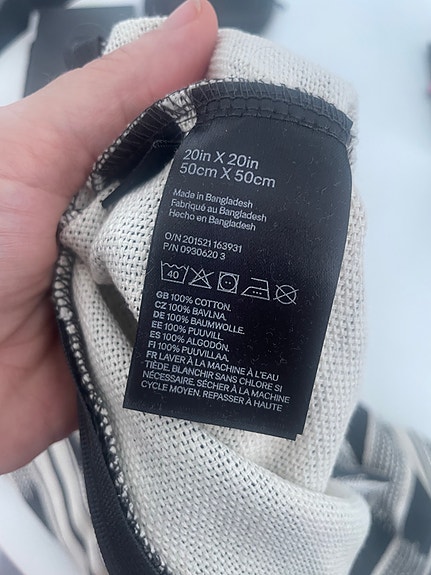 20in X 20in
50cm X 50cm
Made in Bangladesh
Fabriqué au Bangladesh
Hecho en Bangladesh
O/N 201521 163931
P/N 0930620 3
40
GB 100% COTTON.
CZ 100% BAVLNA.
DE 100% BAUMWOLLE.
EE 100% PUUVILL.
ES 100% ALGODÓN.
FI 100% PUUVILLAA.
FR LAVER À LA MACHINE À L'EAU
TIÈDE. BLANCHIR SANS CHLORE SI
NÉCESSAIRE. SÉCHER À LA MACHINE
CYCLE MOYEN. REPASSER À HAUTE